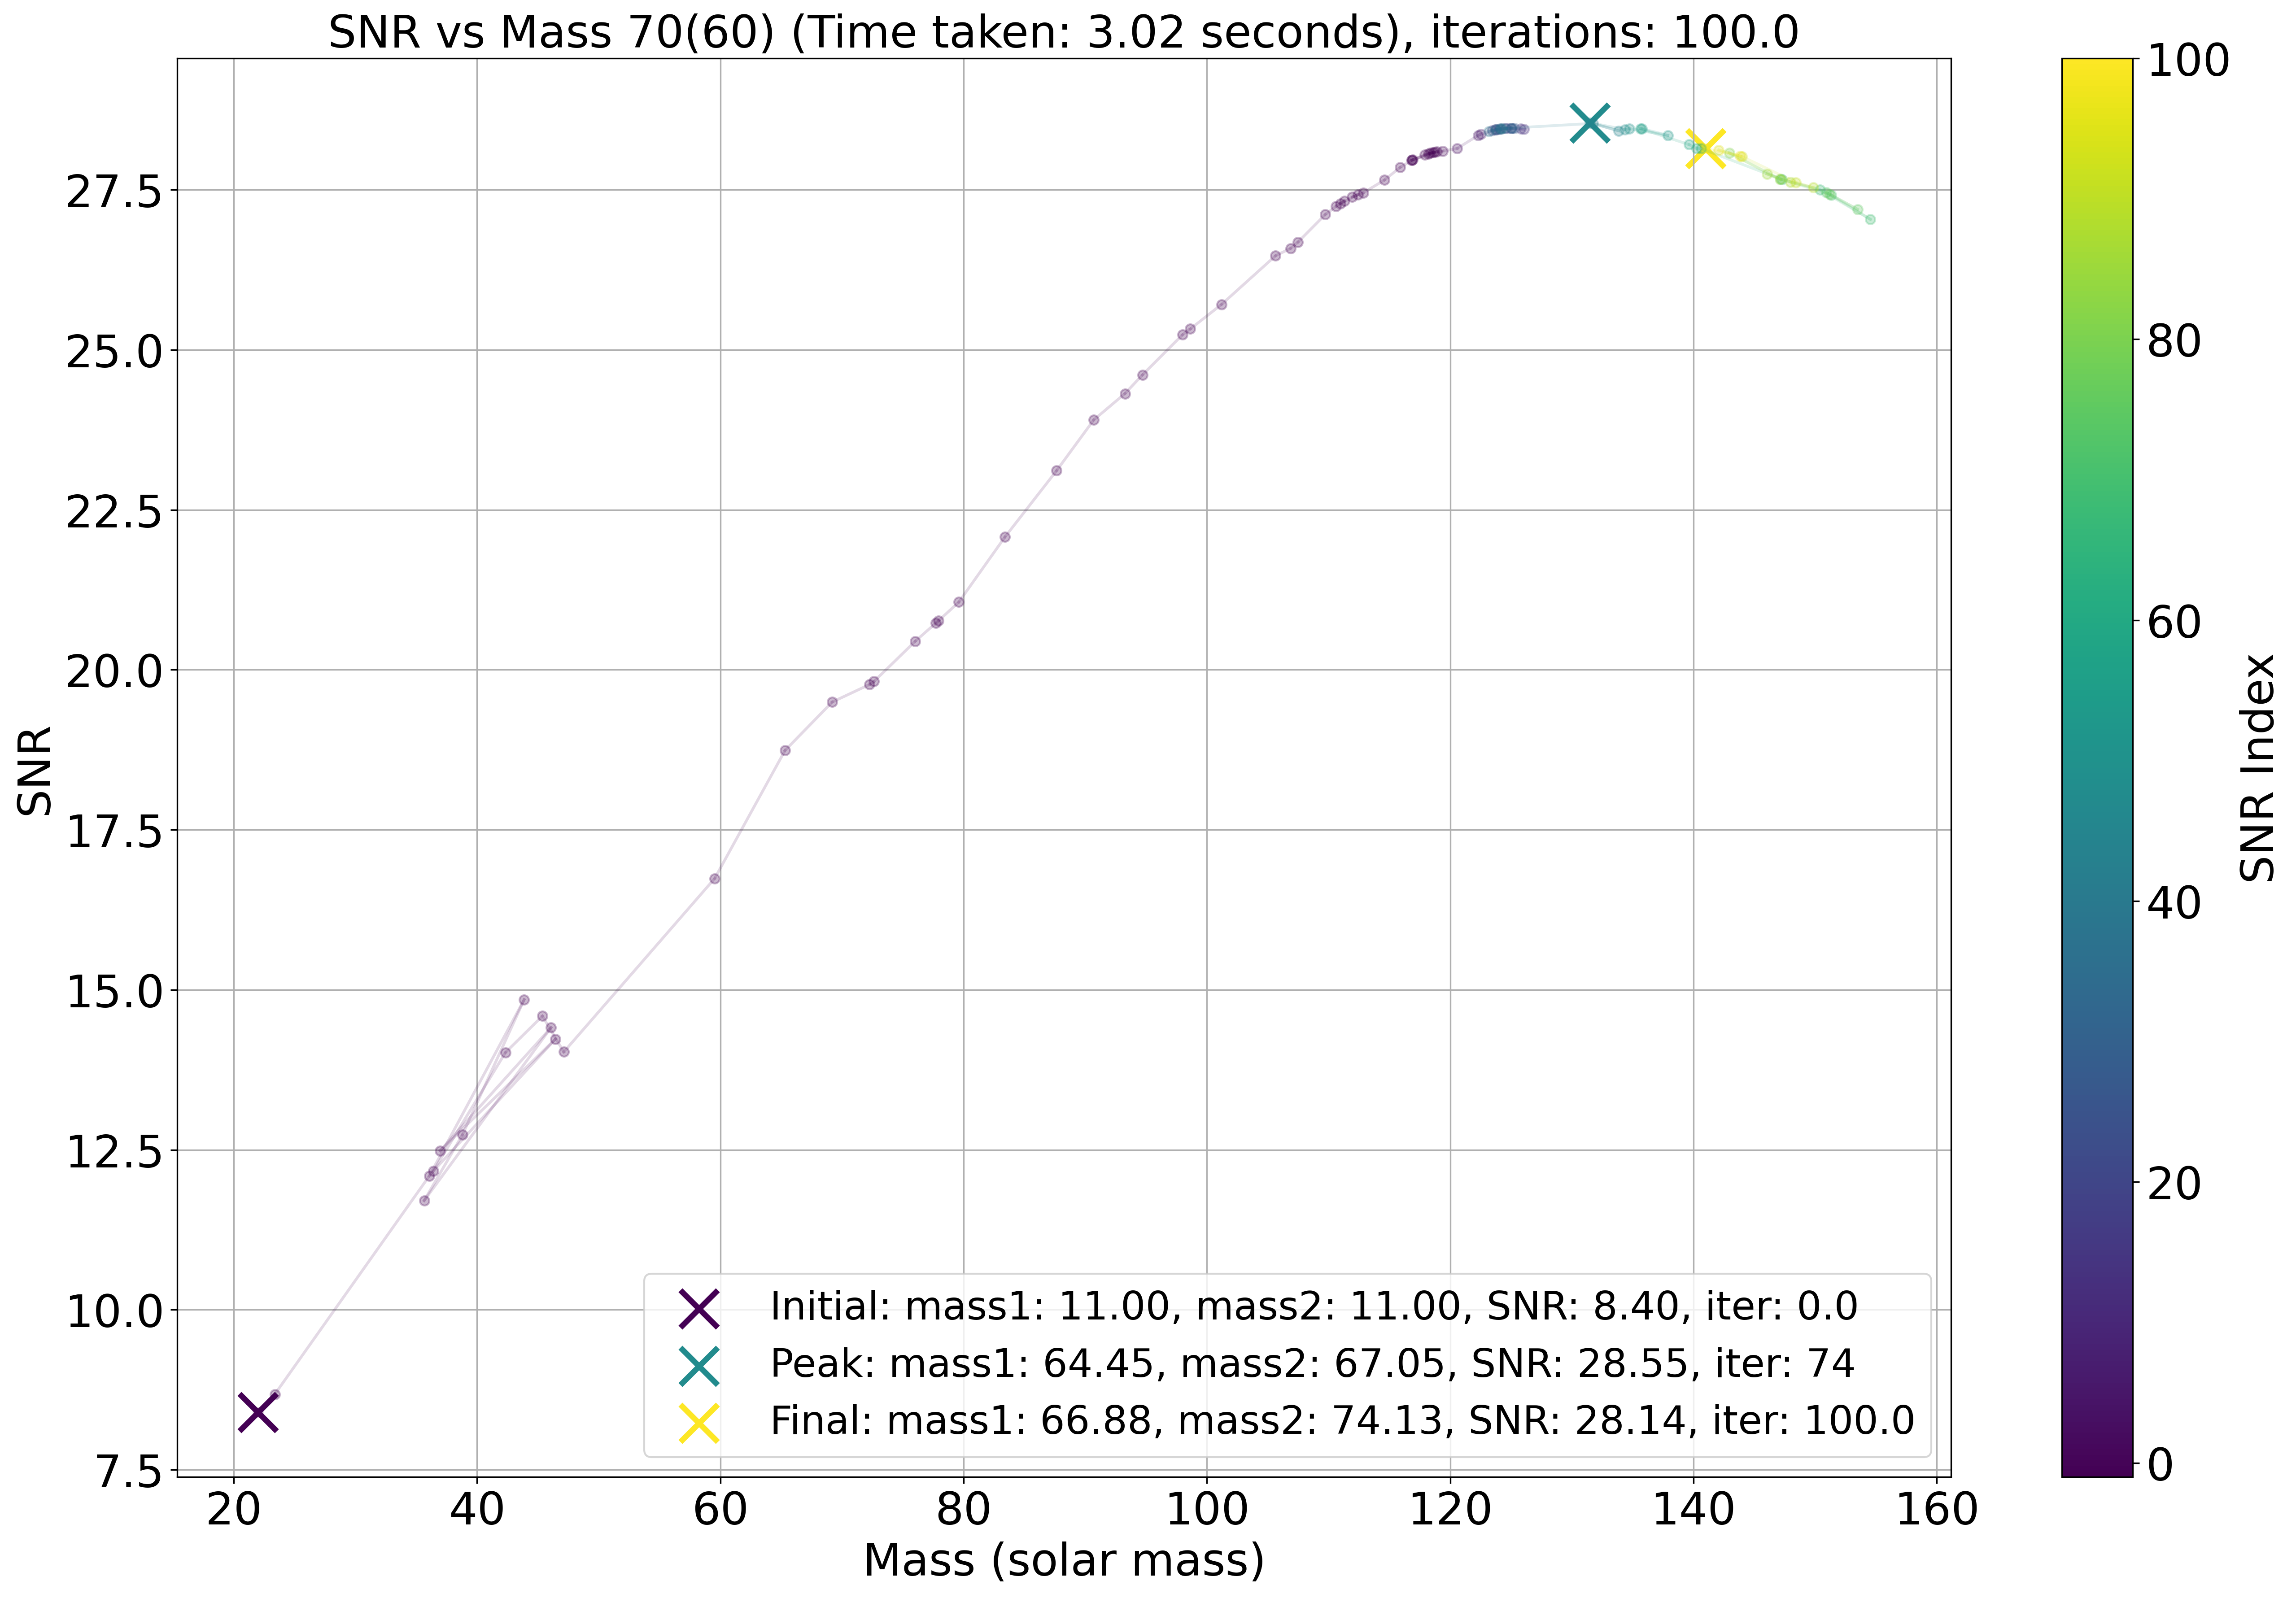 SNR vs Mass 70(60) (Time taken: 3.02 seconds), iterations: 100.0
SNR
27.5
25.0
22.5
20.0
17.5
15.0
12.5
10.0
7.5
20 40 60 80 100 120 140 160
Mass (solar mass)
Initial: mass1: 11.00, mass2: 11.00, SNR: 8.40, iter: 0.0
Peak: mass1: 64.45, mass2: 67.05, SNR: 28.55, iter: 74
Final: mass1: 66.88, mass2: 74.13, SNR: 28.14, iter: 100.0
100
80
60
40
20
0
SNR Index